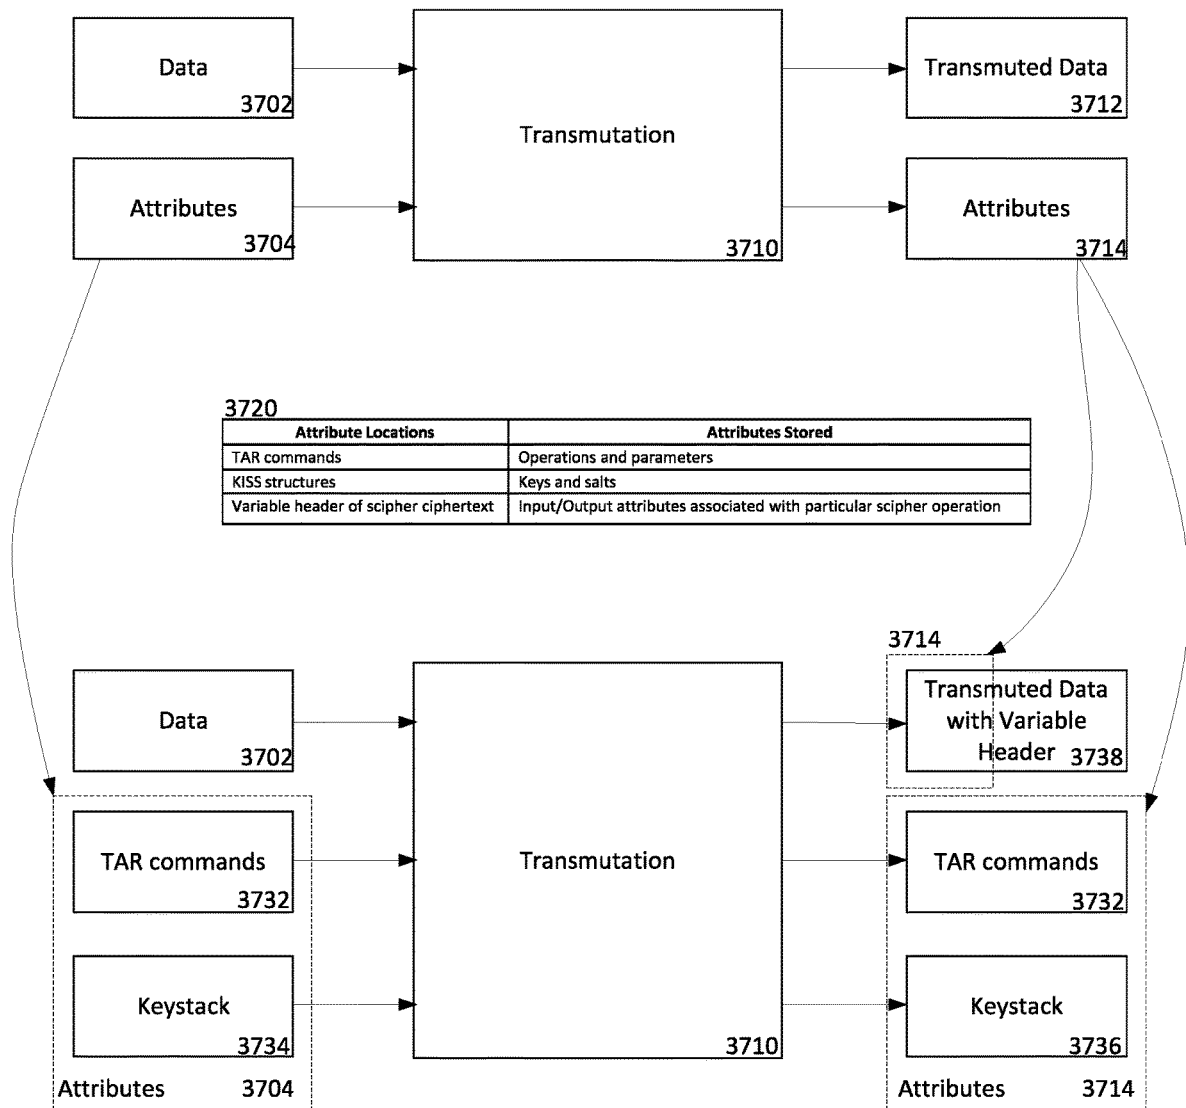 Data
3702
Transmutation
3710
Transmuted Data
3712
Attributes
3704
Attributes
3714
3720
Attribute Locations Attributes Stored
TAR commands Operations and parameters
KISS structures Keys and salts
Variable header of scipher ciphertext Input/Output attributes associated with particular scipher operation
3714
Data
3702
Transmuted Data
with Variable
Header 3738
TAR commands
3732
Transmutation
3710
TAR commands
3732
Keystack
3734
Keystack
3736
Attributes 3704
Attributes 3714